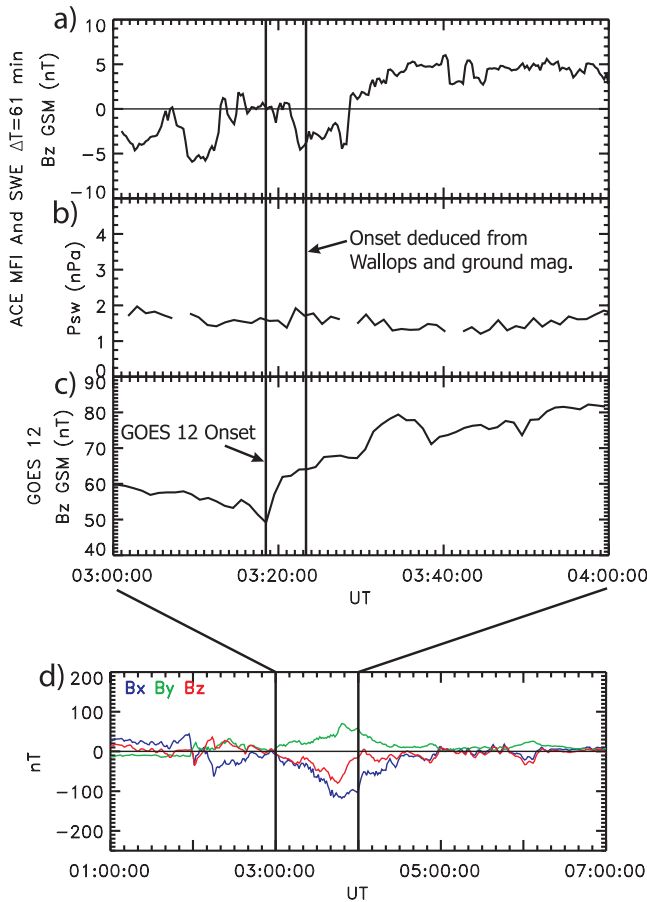 a)
ACE MFI And SWE ΔT=61 min
Bz GSM (nT)
10
5
0
-5
-10
b)
Psw (nPa)
4
3
2
1
0
Onset deduced from
Wallops and ground mag.
c)
GOES 12
Bz GSM (nT)
90
80
70
60
50
40
GOES 12 Onset
03:00:00 03:20:00 03:40:00 04:00:00
UT
d)
Bx By Bz
nT
200
100
0
-100
-200
01:00:00 03:00:00 05:00:00 07:00:00
UT